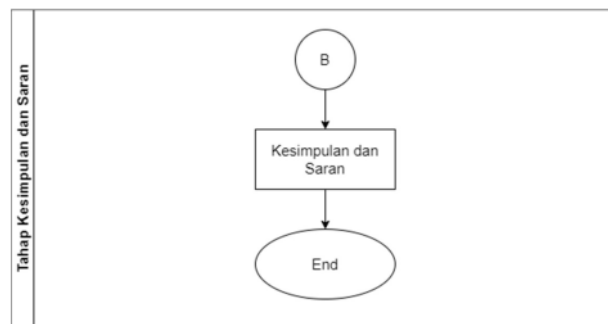 Tahap Kesimpulan dan Saran
B
Kesimpulan dan
Saran
End